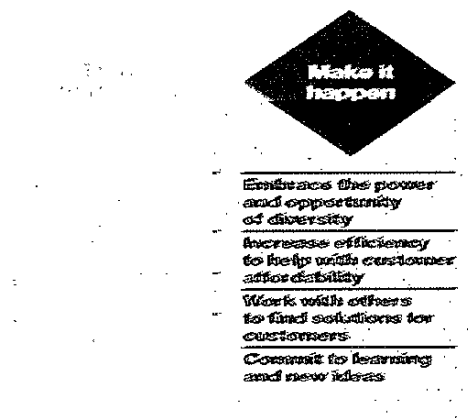 Make it
happen
Embrace the power
and opportunity
of diversity
Increase efficiency
to help with customer
affordability
Work with others
to find solutions for
customers
Commit to learning
and new ideas